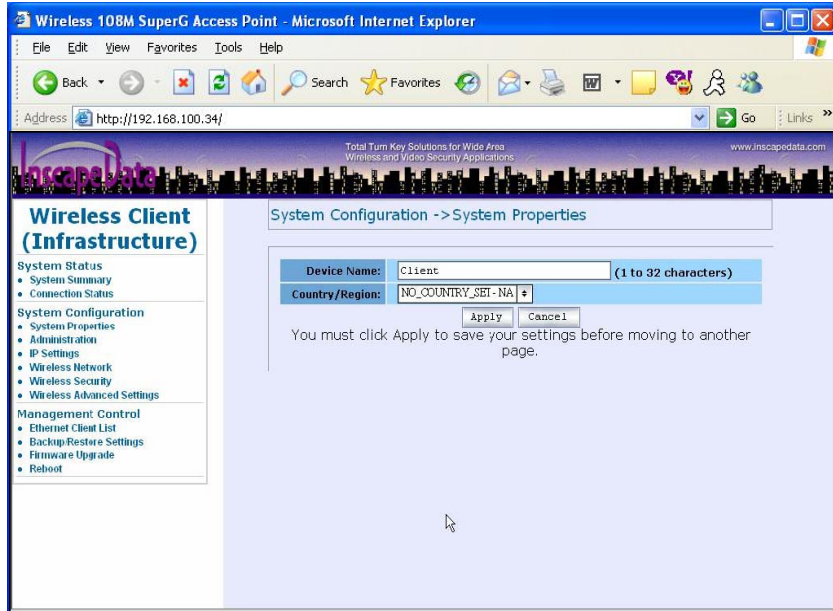 Wireless 108M SuperG Access Point - Microsoft Internet Explorer
File Edit View Favorites Tools Help
Back Search Favorites
Address http://192.168.100.34/ Go Links »
InscapeData
Total Turn Key Solutions for Wide Area
Wireless and Video Security Applications
www.inscapedata.com
Wireless Client
(Infrastructure)
System Status
• System Summary
• Connection Status
System Configuration
• System Properties
• Administration
• IP Settings
• Wireless Network
• Wireless Security
• Wireless Advanced Settings
Management Control
• Ethernet Client List
• Backup/Restore Settings
• Firmware Upgrade
• Reboot
System Configuration ->System Properties
Device Name: Client (1 to 32 characters)
Country/Region: NO_COUNTRY_SET - NA
Apply Cancel
You must click Apply to save your settings before moving to another
page.